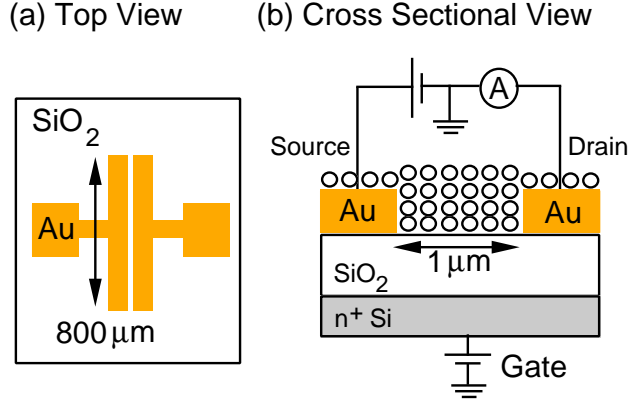 (a) Top View
(b) Cross Sectional View
SiO₂
Au
800 μm
A
Source
Drain
Au
Au
1 μm
SiO₂
n⁺ Si
Gate